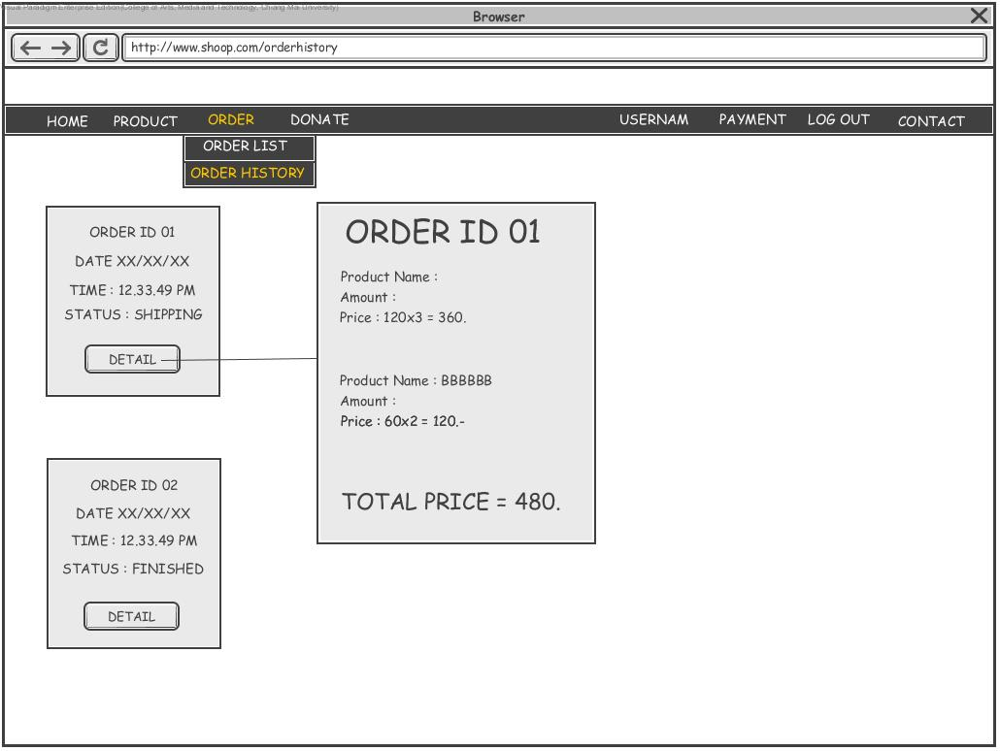 Visual Paradigm Enterprise Edition(College of Arts, Media and Technology, Chiang Mai University)
Browser
http://www.shoop.com/orderhistory
HOME PRODUCT ORDER DONATE USERNAM PAYMENT LOG OUT CONTACT
ORDER LIST
ORDER HISTORY
ORDER ID 01
DATE XX/XX/XX
TIME : 12.33.49 PM
STATUS : SHIPPING
DETAIL
ORDER ID 01
Product Name :
Amount :
Price : 120x3 = 360.
Product Name : BBBBBB
Amount :
Price : 60x2 = 120.-
TOTAL PRICE = 480.
ORDER ID 02
DATE XX/XX/XX
TIME : 12.33.49 PM
STATUS : FINISHED
DETAIL